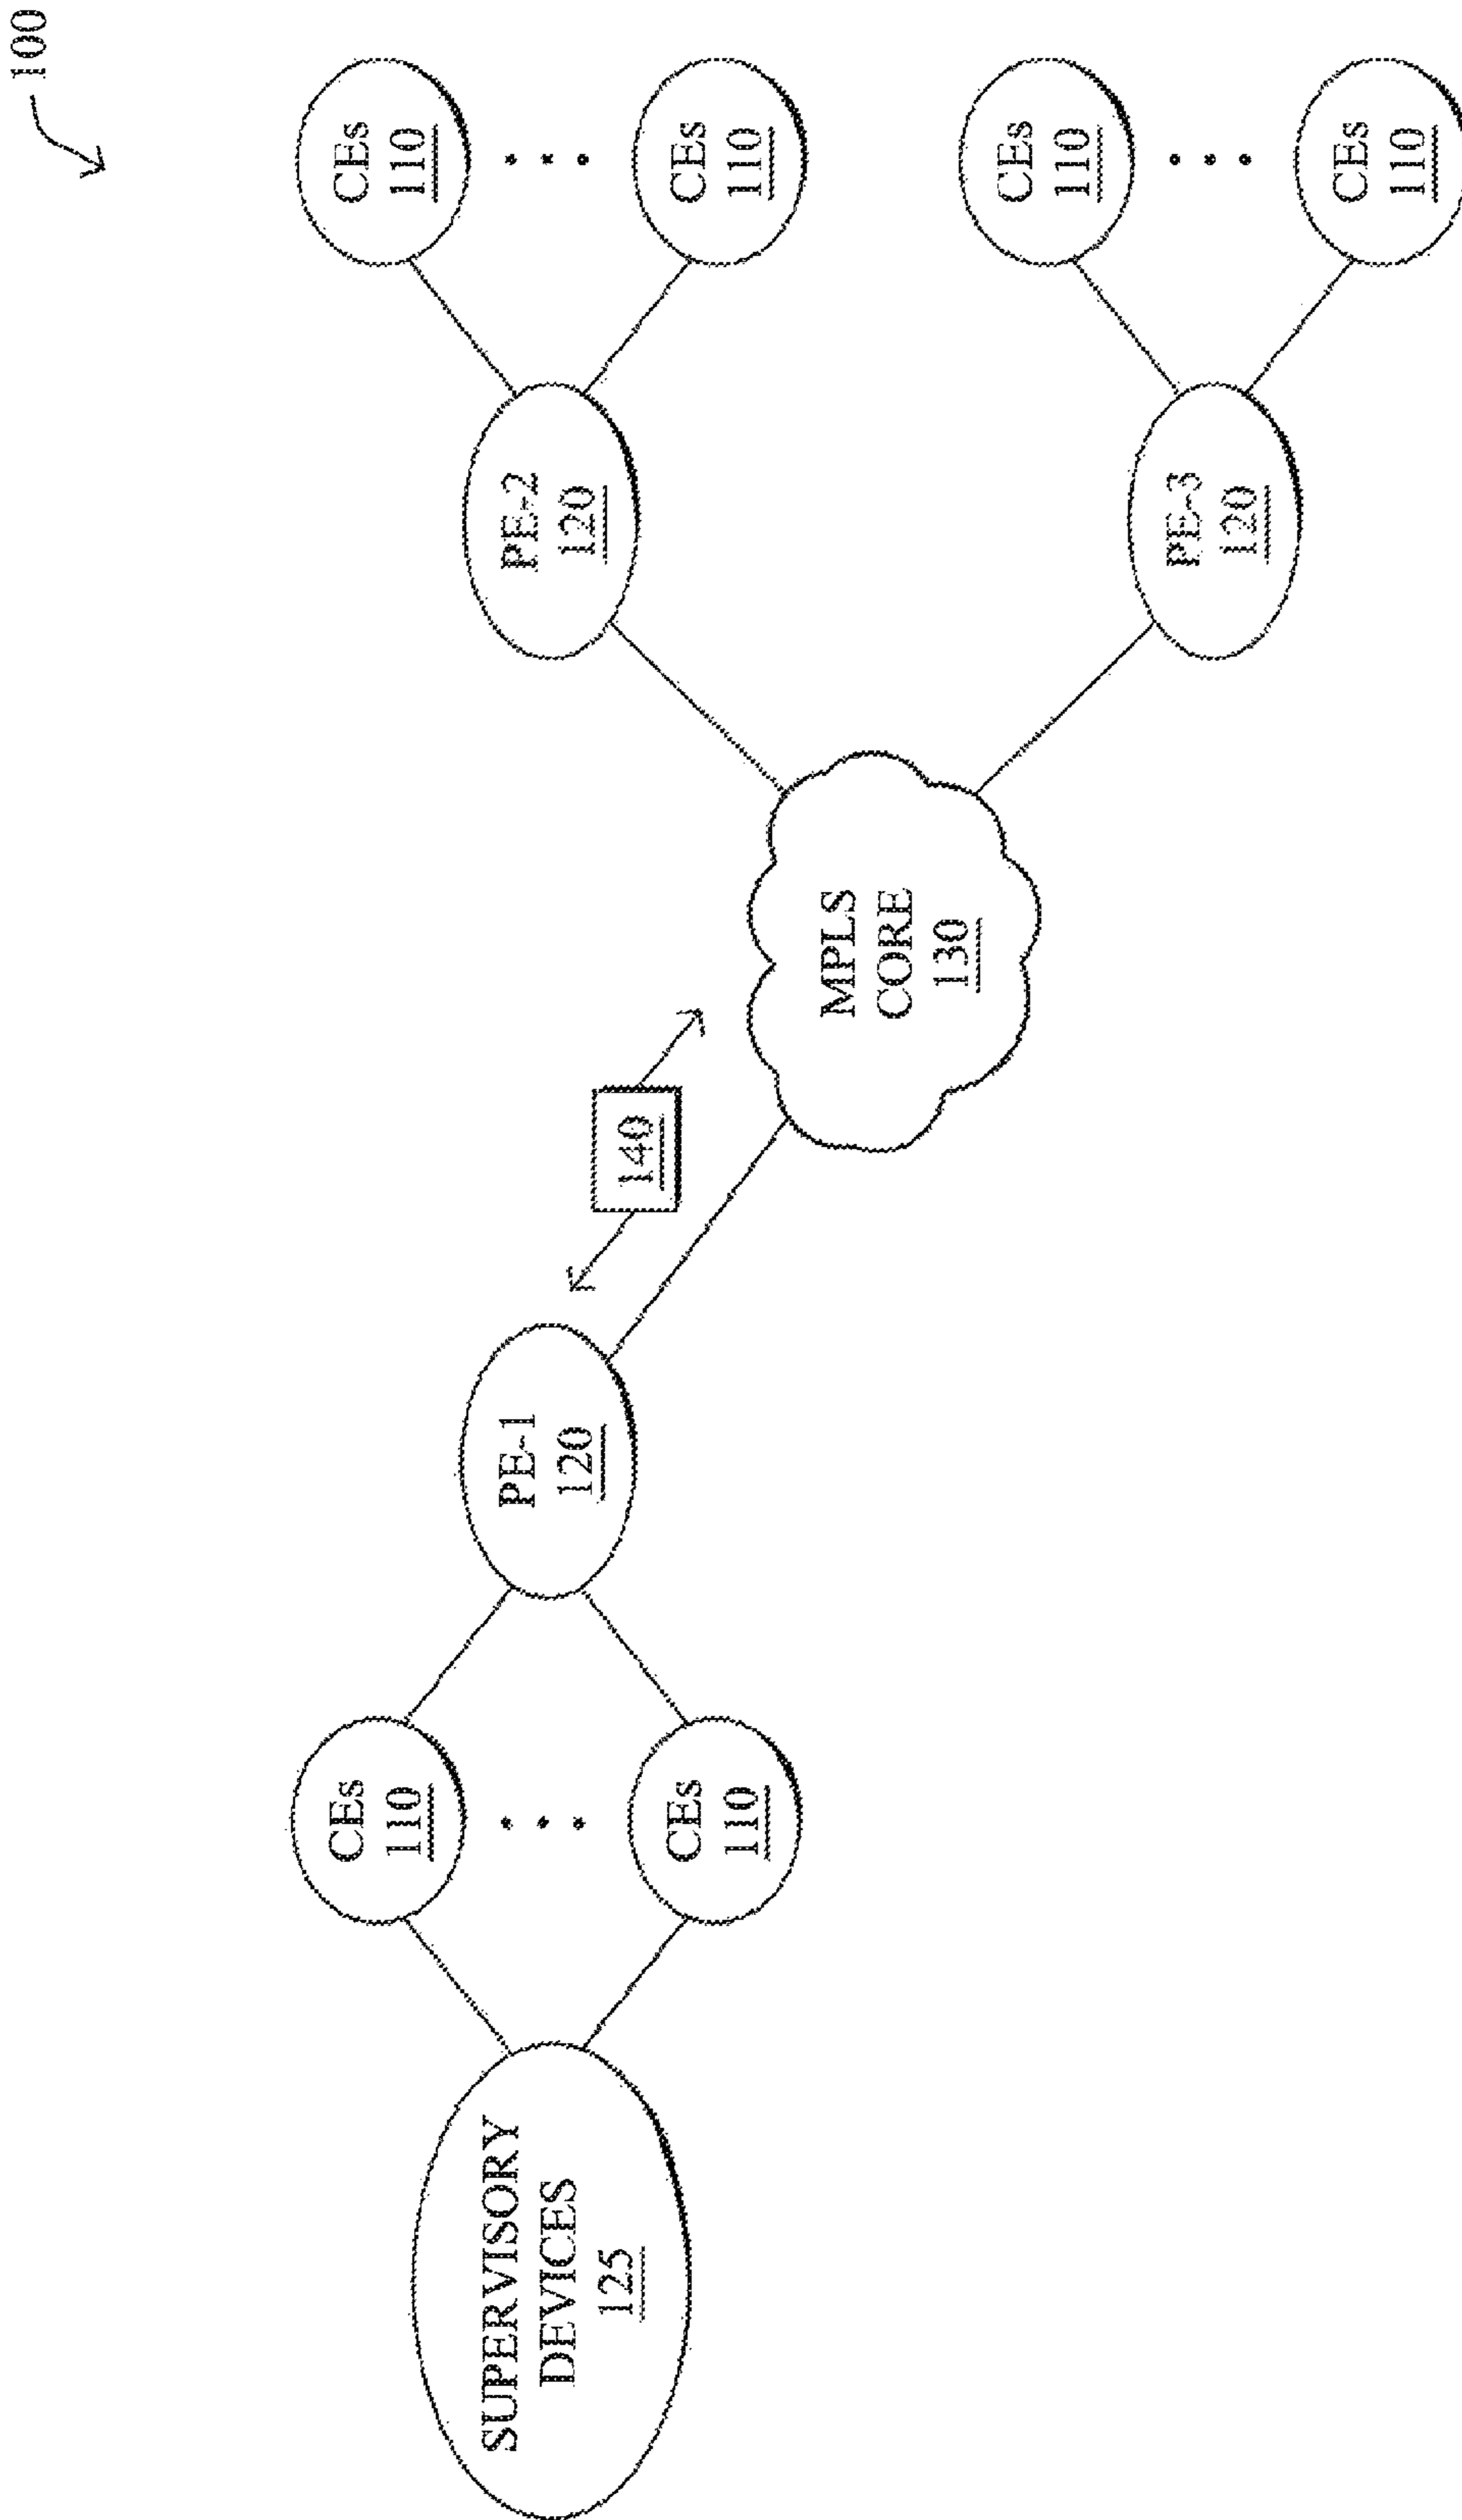 100
SUPERVISORY
DEVICES
125
CEs
110
CEs
110
PE-1
120
140
MPLS
CORE
130
PE-2
120
PE-3
120
CEs
110
CEs
110
CEs
110
CEs
110